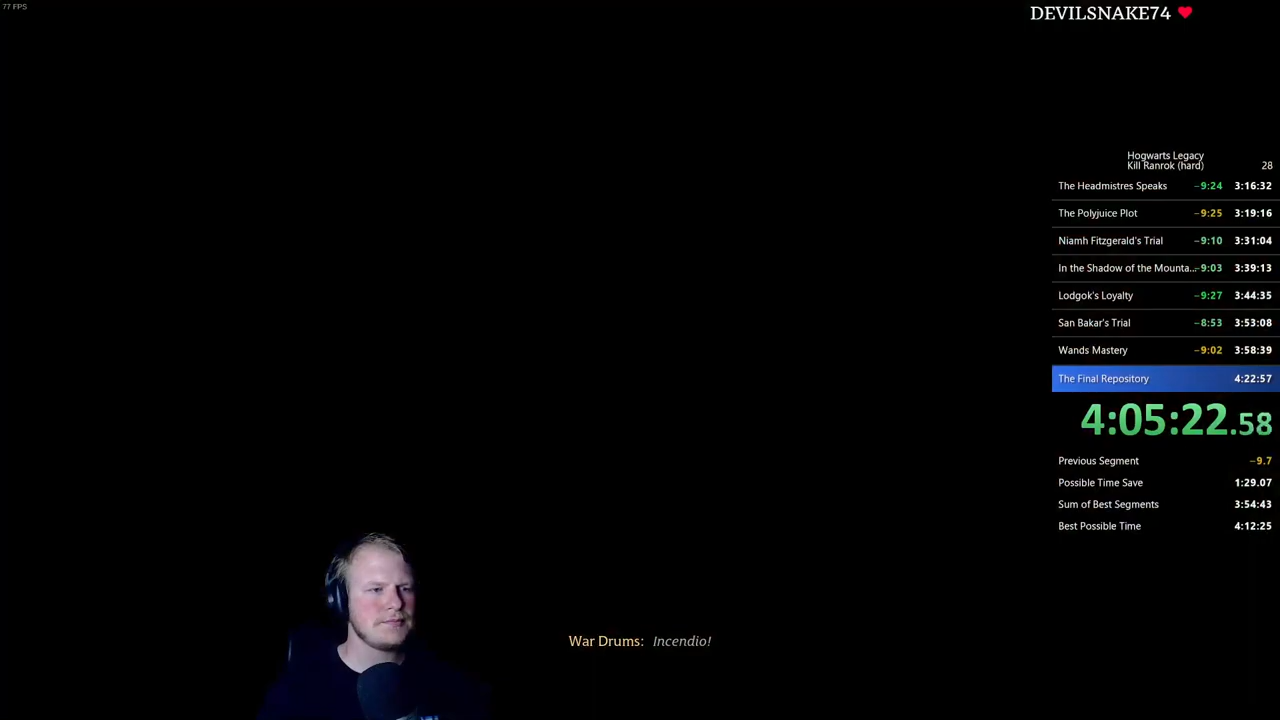 77 FPS
DEVILSNAKE74
Hogwarts Legacy
Kill Ranrok (hard) 28
The Headmistres Speaks -9:24 3:16:32
The Polyjuice Plot -9:25 3:19:16
Niamh Fitzgerald's Trial -9:10 3:31:04
In the Shadow of the Mounta... -9:03 3:39:13
Lodgok's Loyalty -9:27 3:44:35
San Bakar's Trial -8:53 3:53:08
Wands Mastery -9:02 3:58:39
The Final Repository 4:22:57
4:05:22.58
Previous Segment -9.7
Possible Time Save 1:29.07
Sum of Best Segments 3:54:43
Best Possible Time 4:12:25
War Drums: Incendio!